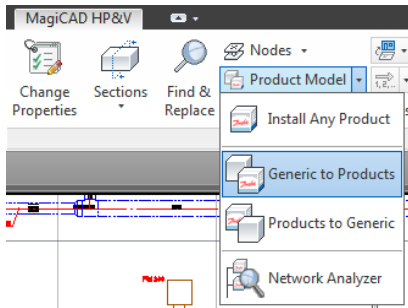 MagiCAD HP&V
Nodes
Product Model
Change
Properties
Sections
Find &
Replace
Install Any Product
Generic to Products
Products to Generic
Network Analyzer